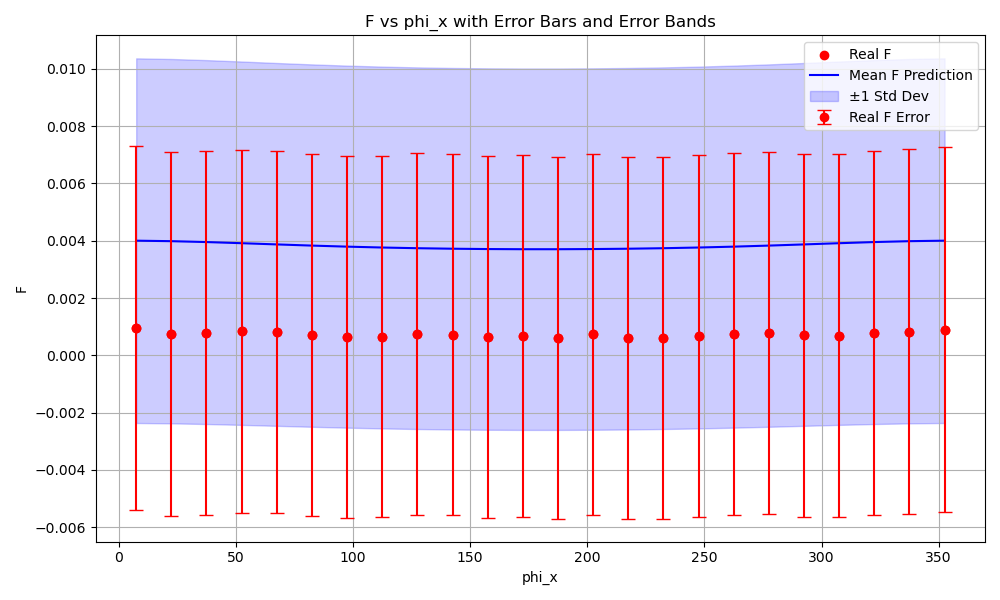 F vs phi_x with Error Bars and Error Bands
Real F
Mean F Prediction
±1 Std Dev
Real F Error
F
0.010
0.008
0.006
0.004
0.002
0.000
−0.002
−0.004
−0.006
0 50 100 150 200 250 300 350
phi_x